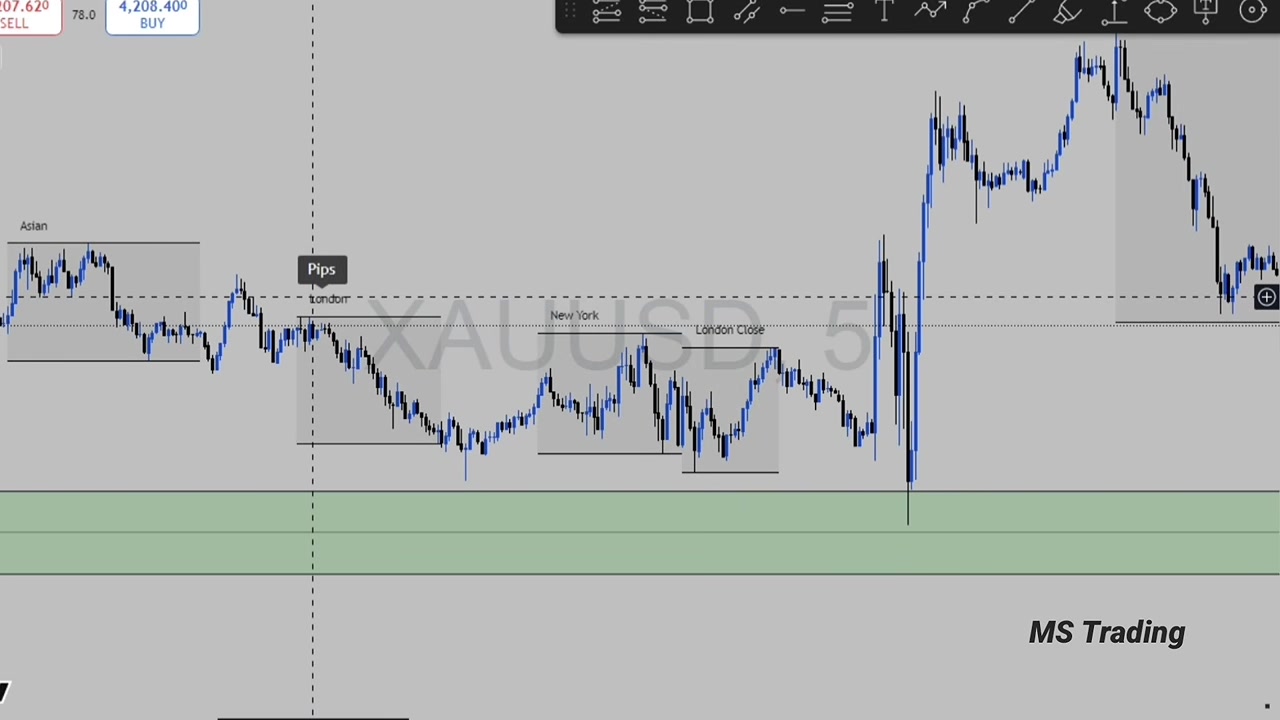 207.62⁰
SELL
78.0
4,208.40⁰
BUY
T
T
Asian
Pips
London
XAUUSD, 5
New York
London Close
MS Trading